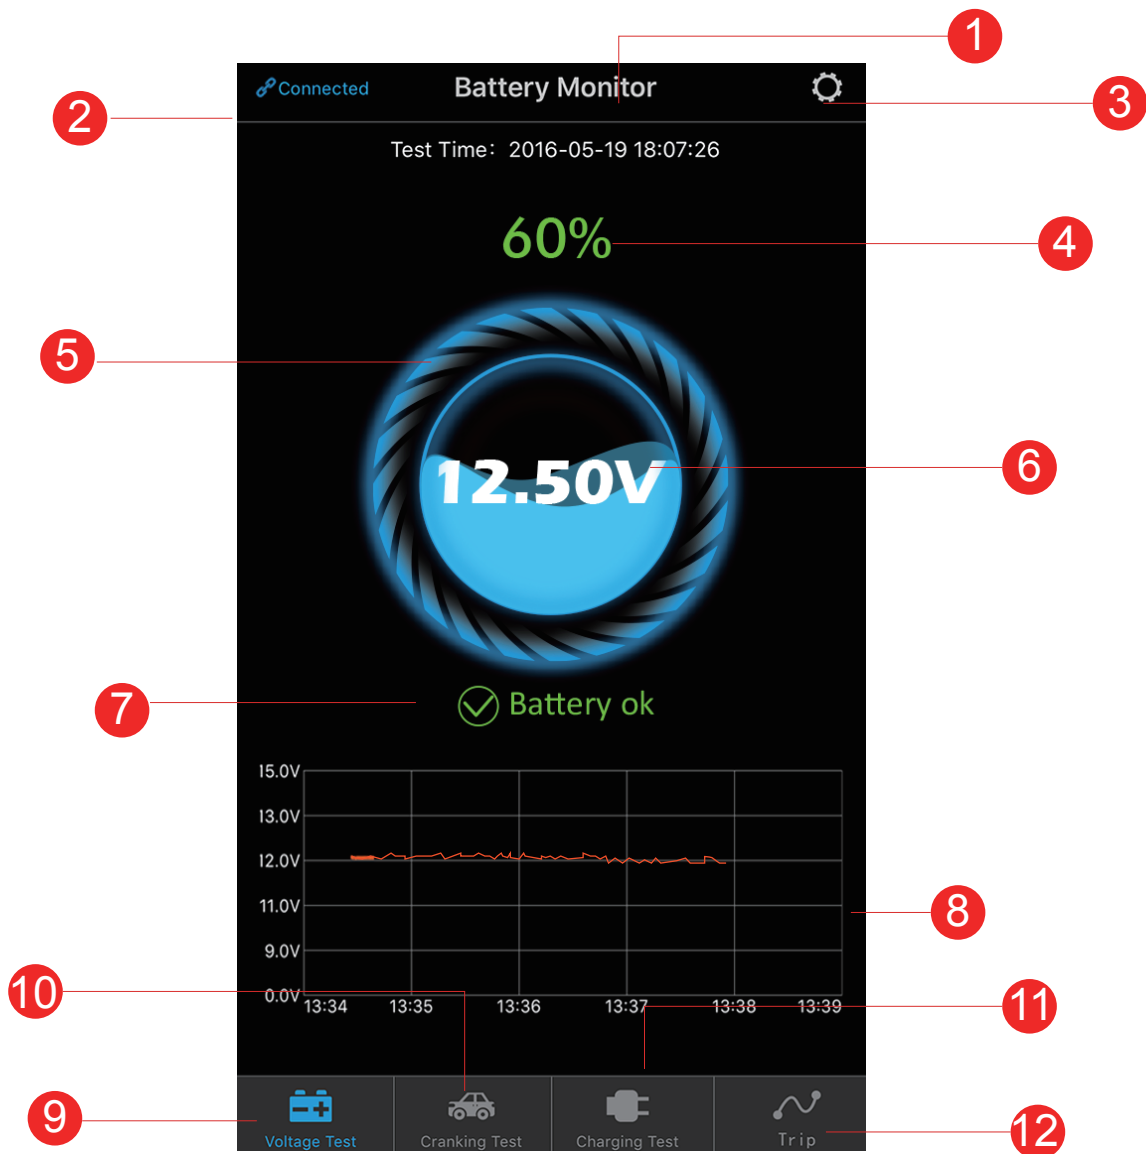 1
Connected Battery Monitor
3
2
Test Time: 2016-05-19 18:07:26
60%
4
5
12.50V
6
7
Battery ok
15.0V
13.0V
12.0V
11.0V
8
9.0V
10
0.0V
13:34 13:35 13:36 13:37 13:38 13:39
11
9
Voltage Test Cranking Test Charging Test Trip
12